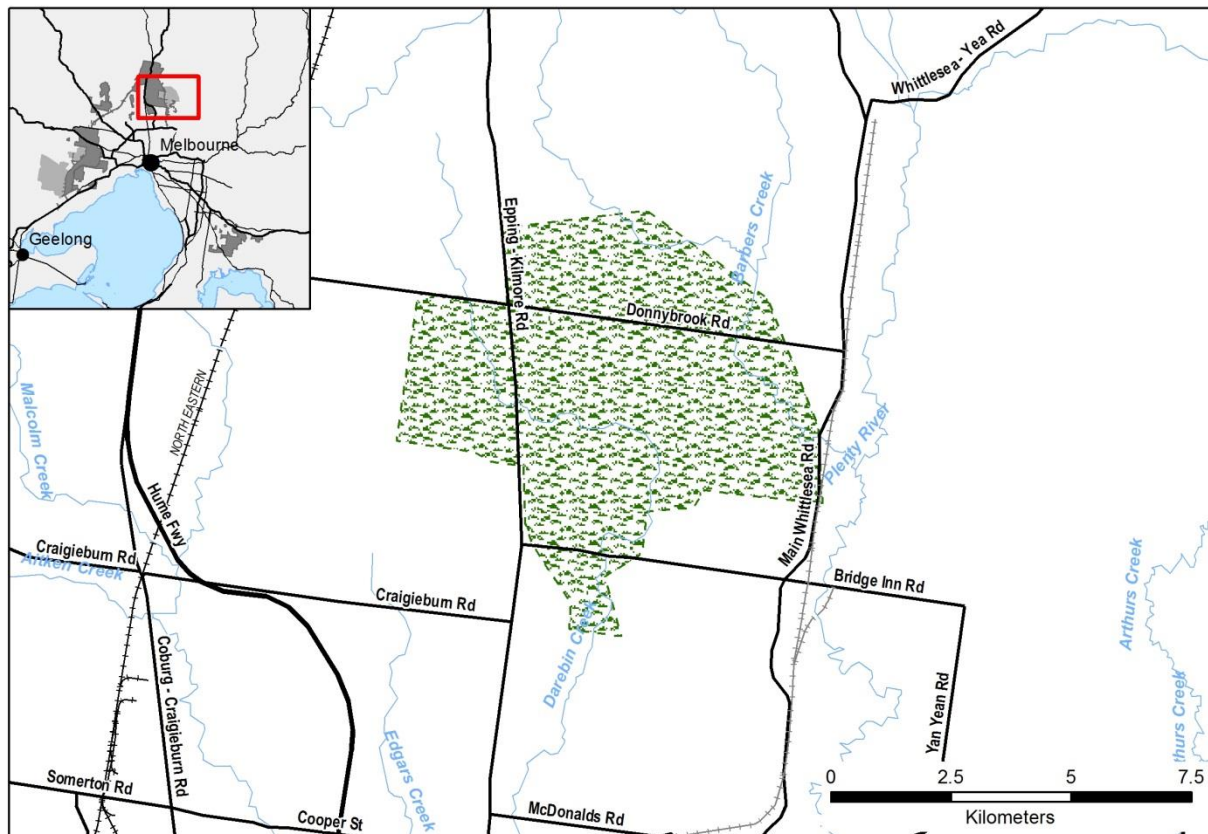 Melbourne
Geelong
Whittlesea - Yea Rd
Epping - Kilmore Rd
Barbers Creek
Donnybrook Rd
Malcolm Creek
NORTH EASTERN
Hume Fwy
Plenty River
Main Whittlesea Rd
Craigieburn Rd
Aitken Creek
Craigieburn Rd
Bridge Inn Rd
Darebin Creek
Arthurs Creek
Coburg - Craigieburn Rd
Edgars Creek
Yan Yean Rd
thurs Creek
Somerton Rd
Cooper St
McDonalds Rd
0 2.5 5 7.5
Kilometers